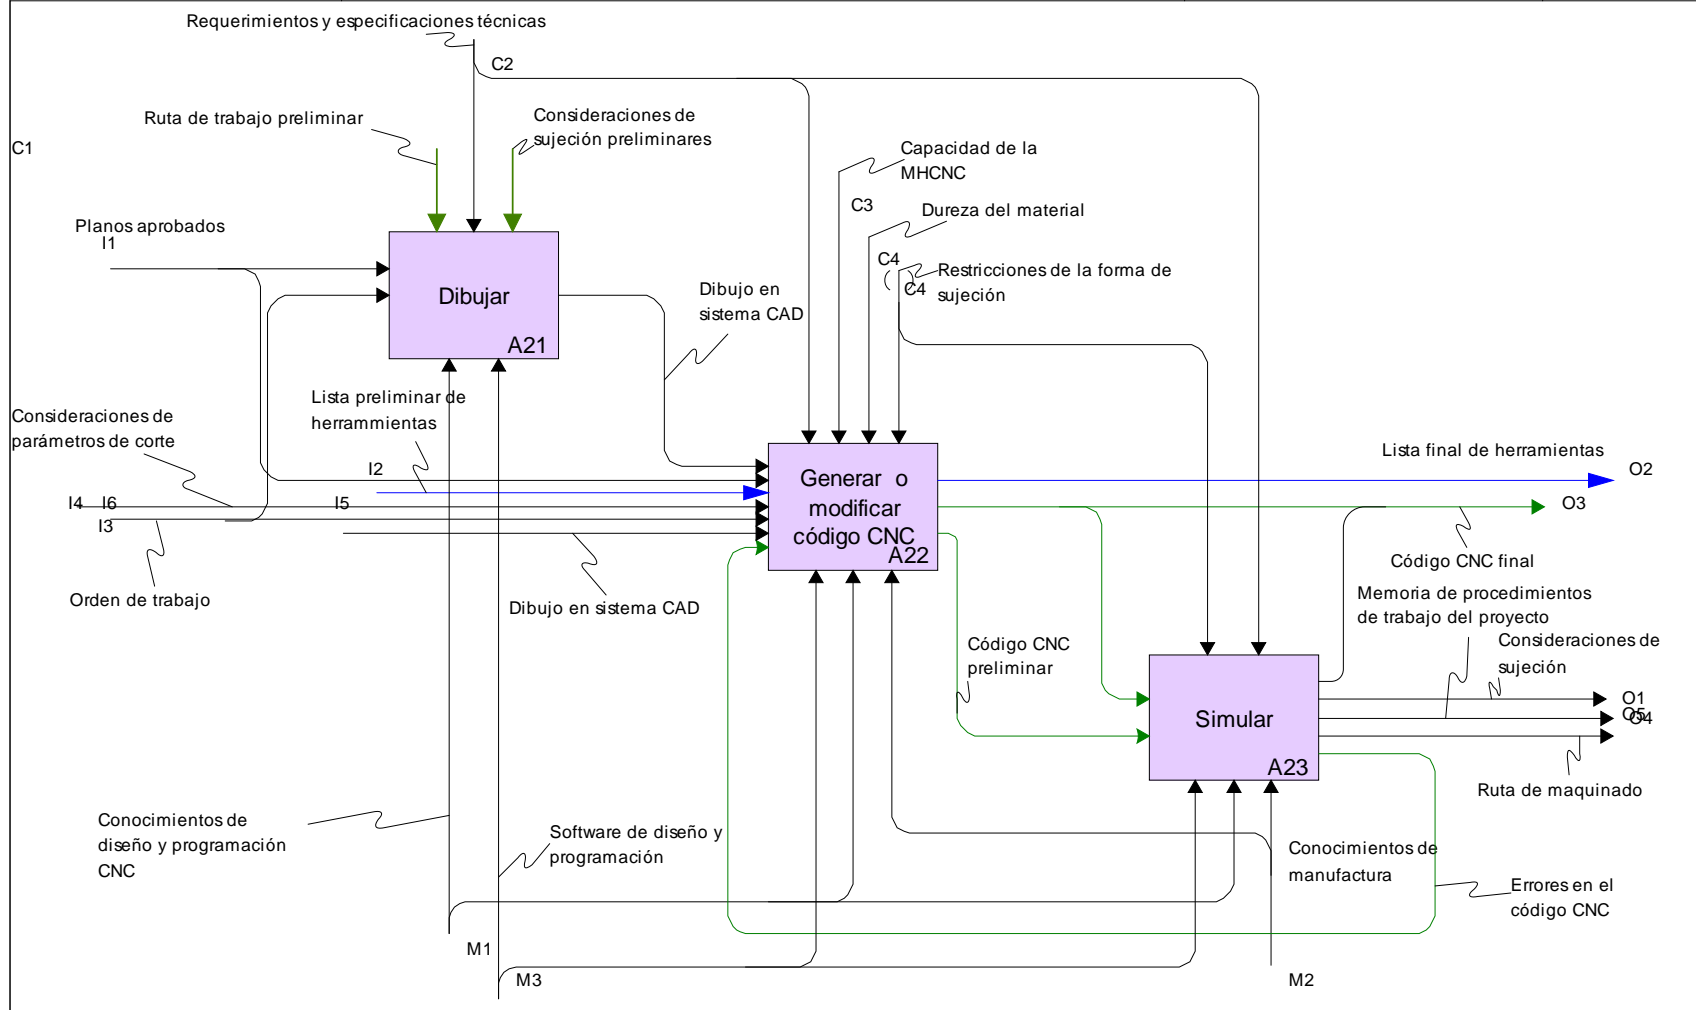 Requerimientos y especificaciones técnicas
C2
Ruta de trabajo preliminar
Consideraciones de
sujeción preliminares
C1
Capacidad de la
MHCNC
C3
Dureza del material
Planos aprobados
I1
C4
Restricciones de la forma de
sujeción
C4
Dibujar
A21
Dibujo en
sistema CAD
Lista preliminar de
herrammientas
Consideraciones de
parámetros de corte
I2
I4
I6
I5
I3
Generar o
modificar
código CNC
A22
Lista final de herramientas
O2
O3
Código CNC final
Orden de trabajo
Dibujo en sistema CAD
Memoria de procedimientos
de trabajo del proyecto
Código CNC
preliminar
Consideraciones de
sujeción
O1
O5
O4
Simular
A23
Ruta de maquinado
Conocimientos de
diseño y programación
CNC
Software de diseño y
programación
Conocimientos de
manufactura
Errores en el
código CNC
M1
M3
M2